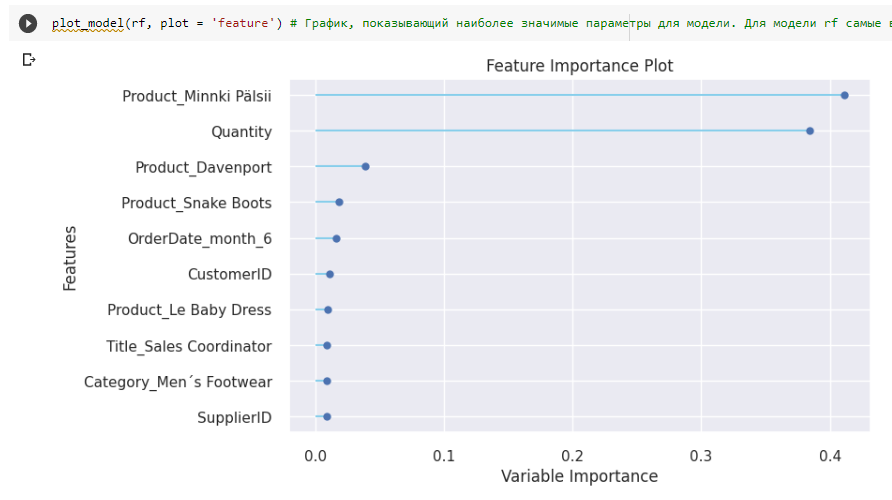 plot_model(rf, plot = 'feature') # График, показывающий наиболее значимые параметры для модели. Для модели rf самые
Feature Importance Plot
Product_Minnki Pälsii
Quantity
Product_Davenport
Product_Snake Boots
OrderDate_month_6
CustomerID
Product_Le Baby Dress
Title_Sales Coordinator
Category_Men´s Footwear
SupplierID
Features
0.0 0.1 0.2 0.3 0.4
Variable Importance